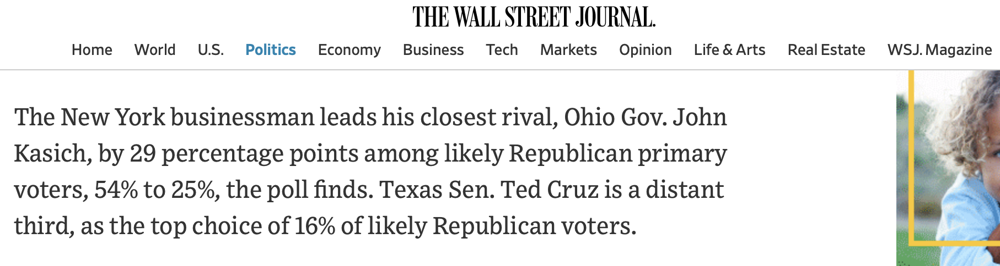 THE WALL STREET JOURNAL.
Home World U.S. Politics Economy Business Tech Markets Opinion Life & Arts Real Estate WSJ. Magazine
The New York businessman leads his closest rival, Ohio Gov. John
Kasich, by 29 percentage points among likely Republican primary
voters, 54% to 25%, the poll finds. Texas Sen. Ted Cruz is a distant
third, as the top choice of 16% of likely Republican voters.